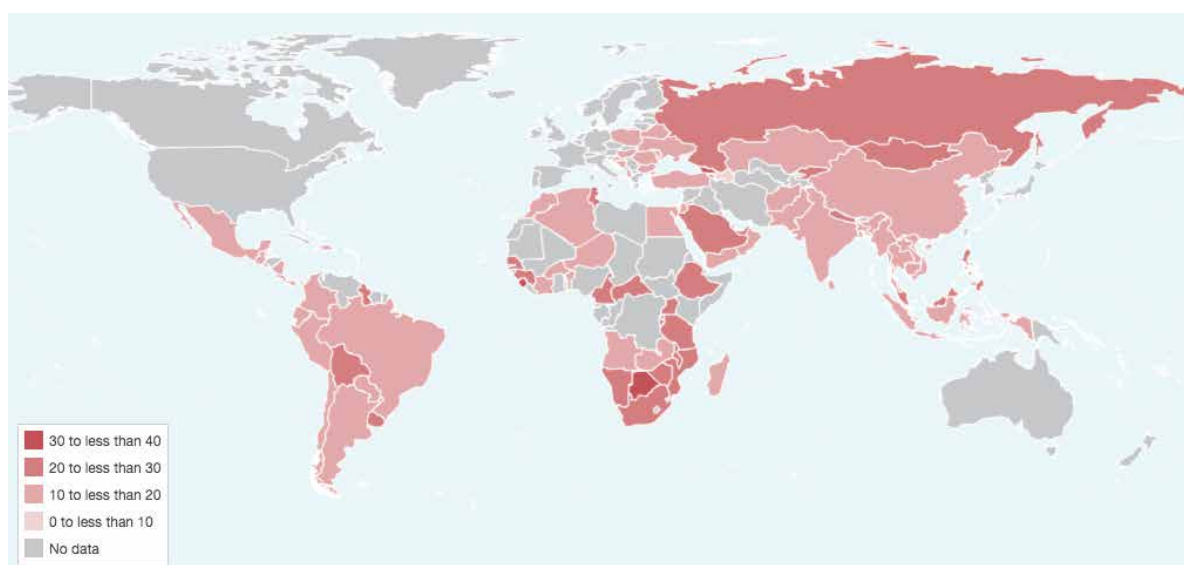 30 to less than 40
20 to less than 30
10 to less than 20
0 to less than 10
No data